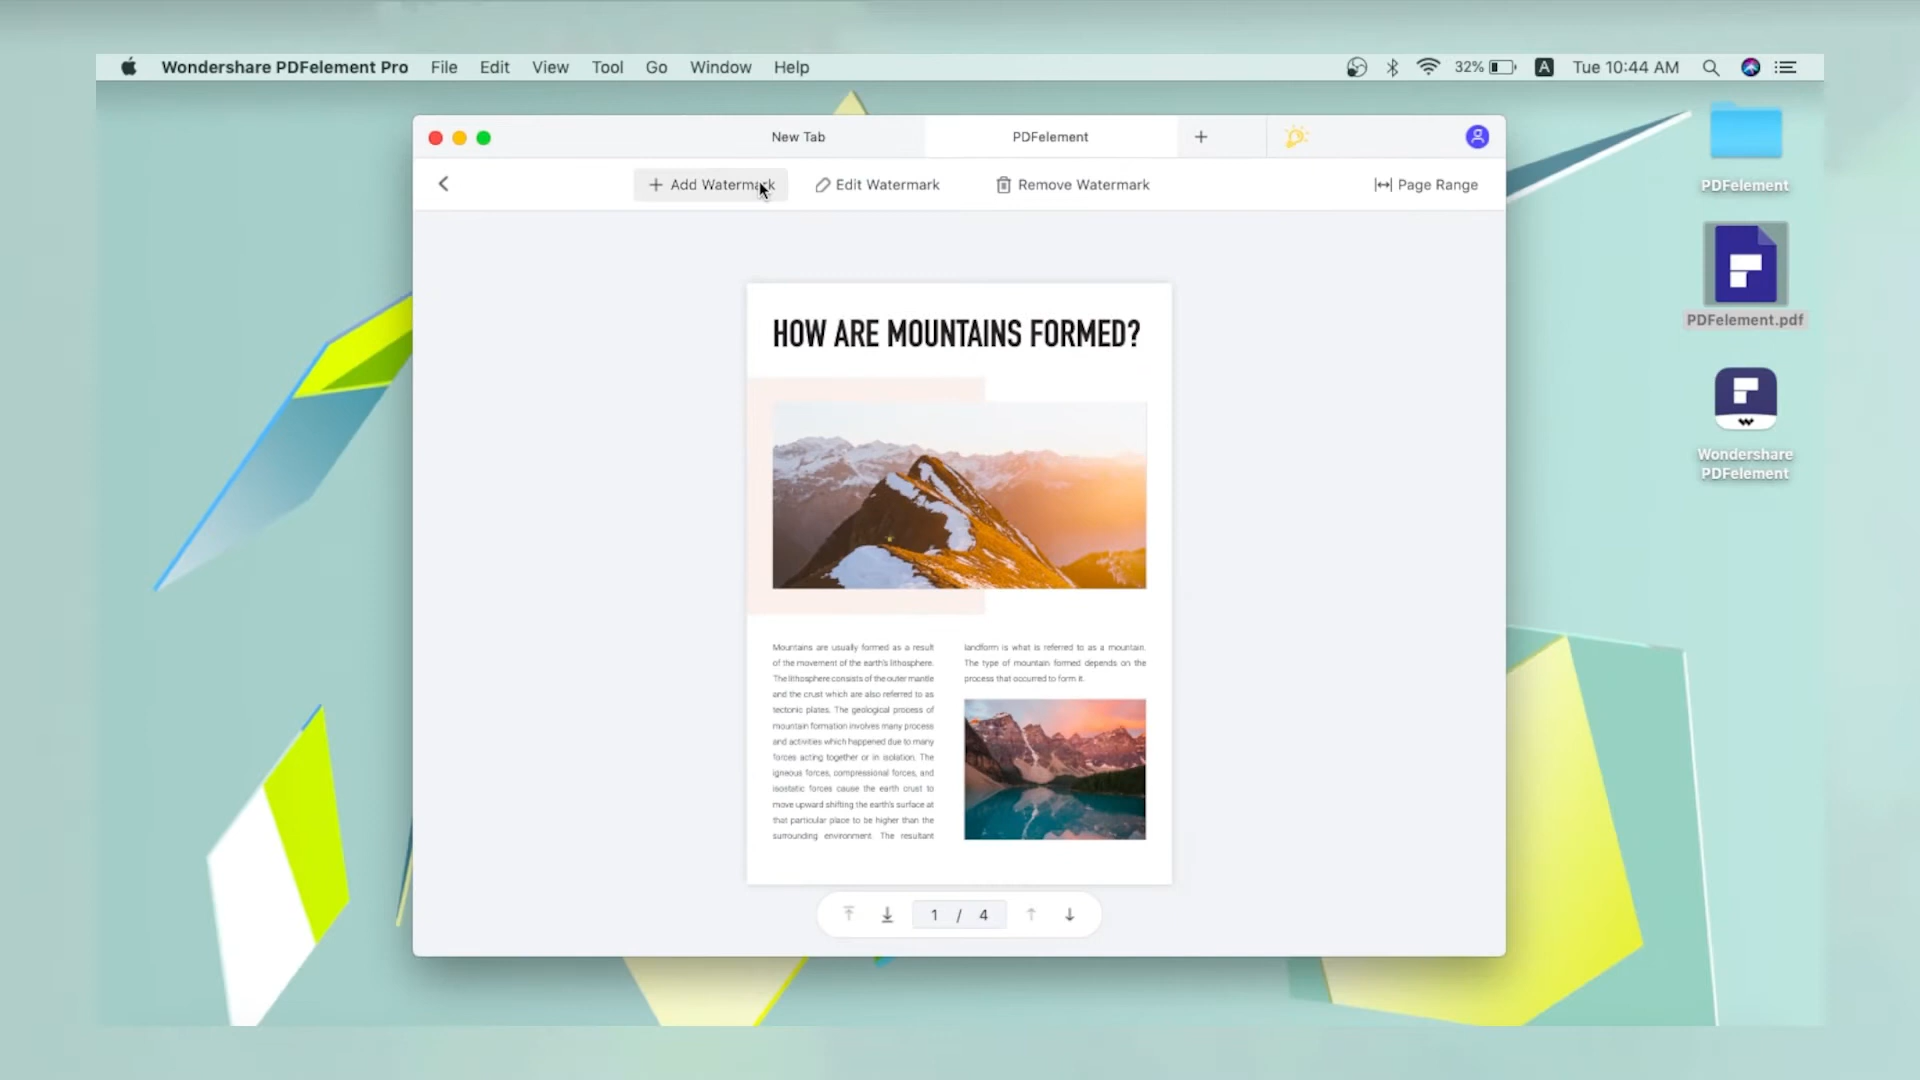 Wondershare PDFelement Pro File Edit View Tool Go Window Help 32% A Tue 10:44 AM
New Tab PDFelement
Add Watermark Edit Watermark Remove Watermark Page Range
PDFelement
PDFelement.pdf
Wondershare
PDFelement
HOW ARE MOUNTAINS FORMED?
Mountains are usually formed as a result
of the movement of the earth's lithosphere.
The lithosphere consists of the outer mantle
and the crust which are also referred to as
tectonic plates. The geological process of
mountain formation involves many process
and activities which happened due to many
forces acting together or in isolation. The
igneous forces, compressional forces, and
isostatic forces cause the earth crust to
move upward shifting the earth's surface at
that particular place to be higher than the
surrounding environment. The resultant
landform is what is referred to as a mountain.
The type of mountain formed depends on the
process that occurred to form it.
1 / 4